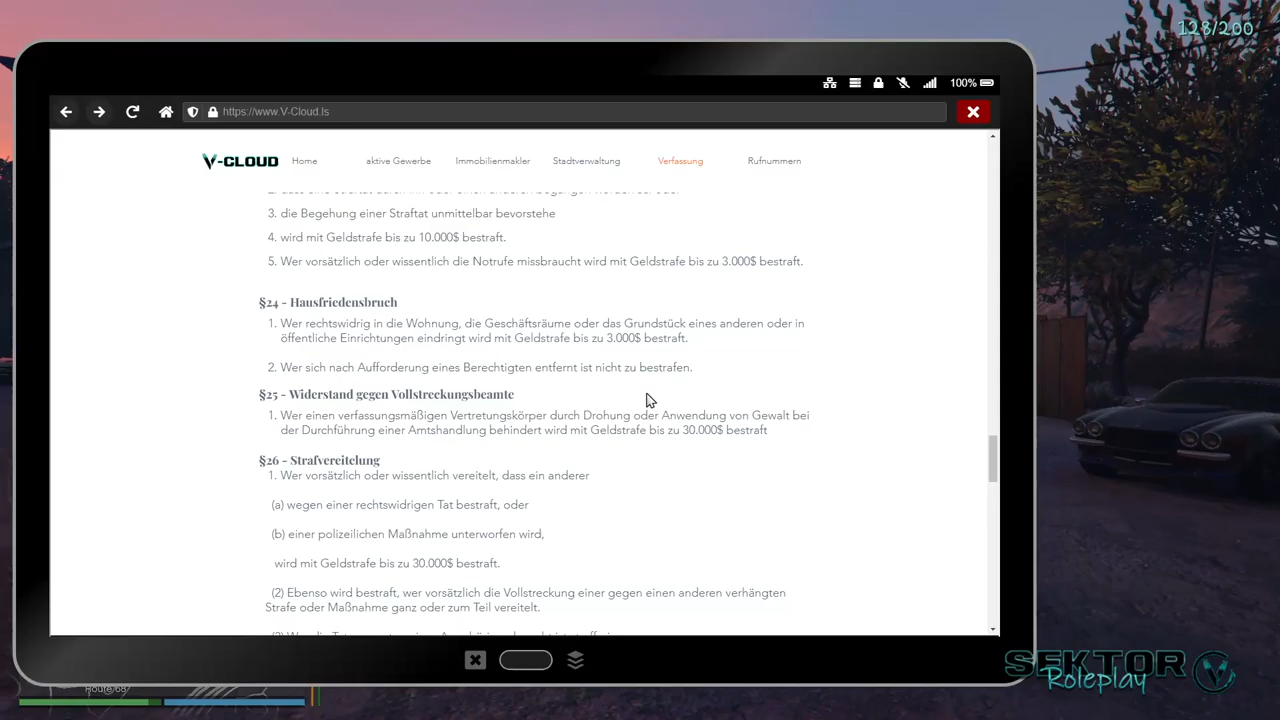 128/200
100%
https://www.V-Cloud.ls
V-CLOUD Home aktive Gewerbe Immobilienmakler Stadtverwaltung Verfassung Rufnummern
3. die Begehung einer Straftat unmittelbar bevorstehe
4. wird mit Geldstrafe bis zu 10.000$ bestraft.
5. Wer vorsätzlich oder wissentlich die Notrufe missbraucht wird mit Geldstrafe bis zu 3.000$ bestraft.
§24 - Hausfriedensbruch
1. Wer rechtswidrig in die Wohnung, die Geschäftsräume oder das Grundstück eines anderen oder in
öffentliche Einrichtungen eindringt wird mit Geldstrafe bis zu 3.000$ bestraft.
2. Wer sich nach Aufforderung eines Berechtigten entfernt ist nicht zu bestrafen.
§25 - Widerstand gegen Vollstreckungsbeamte
1. Wer einen verfassungsmäßigen Vertretungskörper durch Drohung oder Anwendung von Gewalt bei
der Durchführung einer Amtshandlung behindert wird mit Geldstrafe bis zu 30.000$ bestraft
§26 - Strafvereitelung
1. Wer vorsätzlich oder wissentlich vereitelt, dass ein anderer
(a) wegen einer rechtswidrigen Tat bestraft, oder
(b) einer polizeilichen Maßnahme unterworfen wird,
wird mit Geldstrafe bis zu 30.000$ bestraft.
(2) Ebenso wird bestraft, wer vorsätzlich die Vollstreckung einer gegen einen anderen verhängten
Strafe oder Maßnahme ganz oder zum Teil vereitelt.
Route 68
SEKTOR
Roleplay